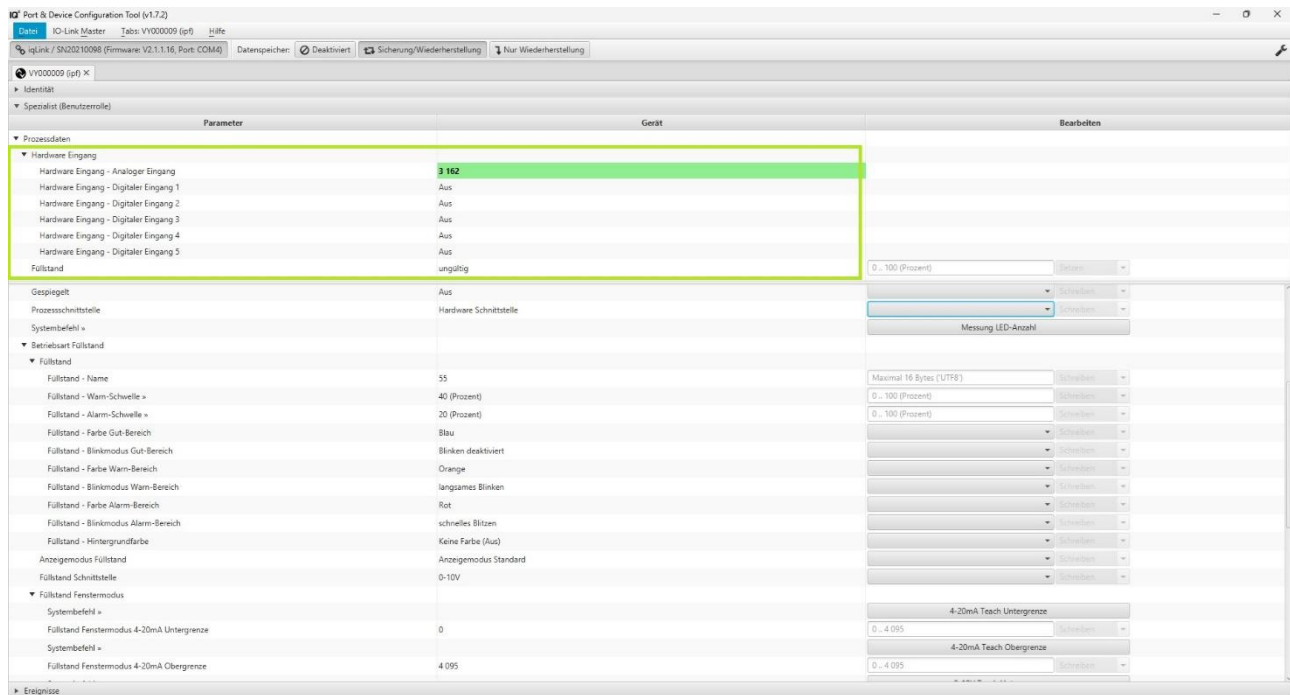 IQ² Port & Device Configuration Tool (v1.7.2)
Datei IO-Link Master Tabs: VY000009 (ipf) Hilfe
iqLink / SN20210098 (Firmware: V2.1.1.16, Port: COM4) Datenspeicher: Deaktiviert Sicherung/Wiederherstellung Nur Wiederherstellung
VY000009 (ipf) ×
Identität
Spezialist (Benutzerrolle)
Parameter Gerät Bearbeiten
Prozessdaten
Hardware Eingang
Hardware Eingang - Analoger Eingang 3 162
Hardware Eingang - Digitaler Eingang 1 Aus
Hardware Eingang - Digitaler Eingang 2 Aus
Hardware Eingang - Digitaler Eingang 3 Aus
Hardware Eingang - Digitaler Eingang 4 Aus
Hardware Eingang - Digitaler Eingang 5 Aus
Füllstand ungültig 0 .. 100 (Prozent) Setzen
Gespiegelt Aus Schreiben
Prozessschnittstelle Hardware Schnittstelle Schreiben
Systembefehl » Messung LED-Anzahl
Betriebsart Füllstand
Füllstand
Füllstand - Name 55 Maximal 16 Bytes ('UTF8') Schreiben
Füllstand - Warn-Schwelle » 40 (Prozent) 0 .. 100 (Prozent) Schreiben
Füllstand - Alarm-Schwelle » 20 (Prozent) 0 .. 100 (Prozent) Schreiben
Füllstand - Farbe Gut-Bereich Blau Schreiben
Füllstand - Blinkmodus Gut-Bereich Blinken deaktiviert Schreiben
Füllstand - Farbe Warn-Bereich Orange Schreiben
Füllstand - Blinkmodus Warn-Bereich langsames Blinken Schreiben
Füllstand - Farbe Alarm-Bereich Rot Schreiben
Füllstand - Blinkmodus Alarm-Bereich schnelles Blitzen Schreiben
Füllstand - Hintergrundfarbe Keine Farbe (Aus) Schreiben
Anzeigemodus Füllstand Anzeigemodus Standard Schreiben
Füllstand Schnittstelle 0-10V Schreiben
Füllstand Fenstermodus
Systembefehl » 4-20mA Teach Untergrenze
Füllstand Fenstermodus 4-20mA Untergrenze 0 0 .. 4 095 Schreiben
Systembefehl » 4-20mA Teach Obergrenze
Füllstand Fenstermodus 4-20mA Obergrenze 4 095 0 .. 4 095 Schreiben
Ereignisse